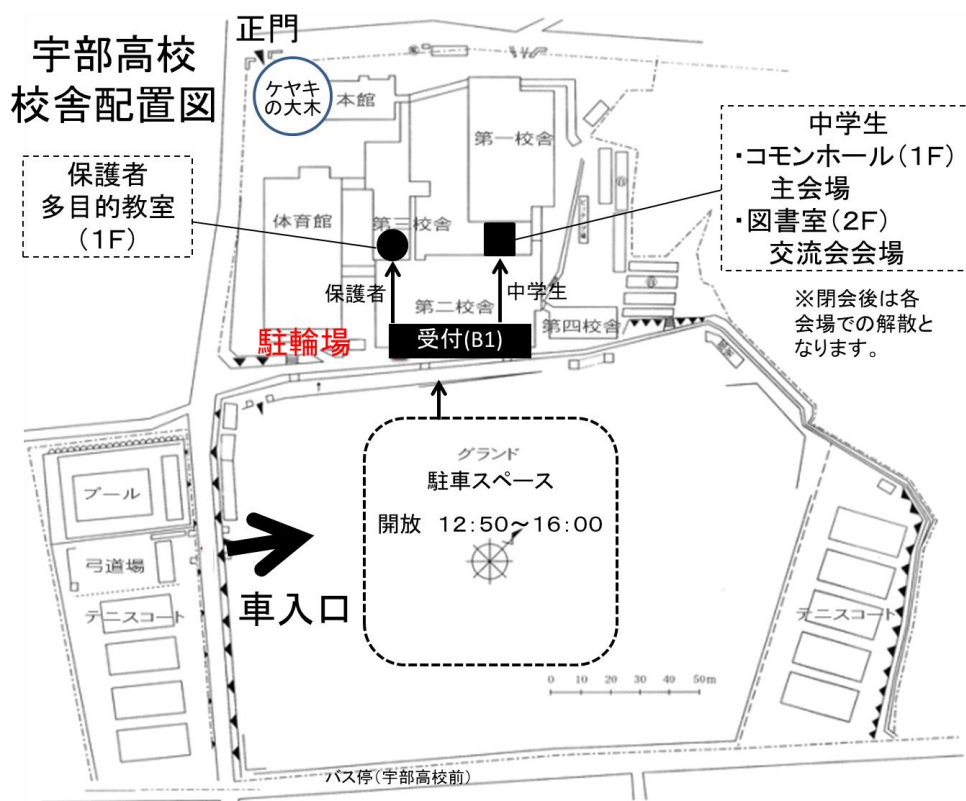 宇部高校
校舎配置図
正門
ケヤキ
の大木
本館
第一校舎
中学生
・コモンホール(1F)
主会場
・図書室(2F)
交流会会場
※閉会後は各
会場での解散と
なります。
保護者
多目的教室
(1F)
体育館
第三校舎
保護者
中学生
第二校舎
第四校舎
駐輪場
受付(B1)
グランド
駐車スペース
開放 12:50～16:00
プール
弓道場
テニスコート
車入口
テニスコート
0 10 20 30 40 50m
バス停(宇部高校前)